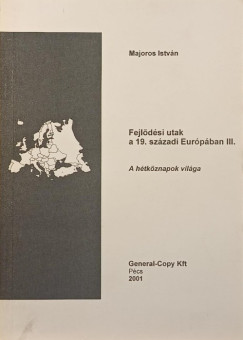 Majoros István
Fejlődési utak
a 19. századi Európában III.
A hétköznapok világa
General-Copy Kft
Pécs
2001